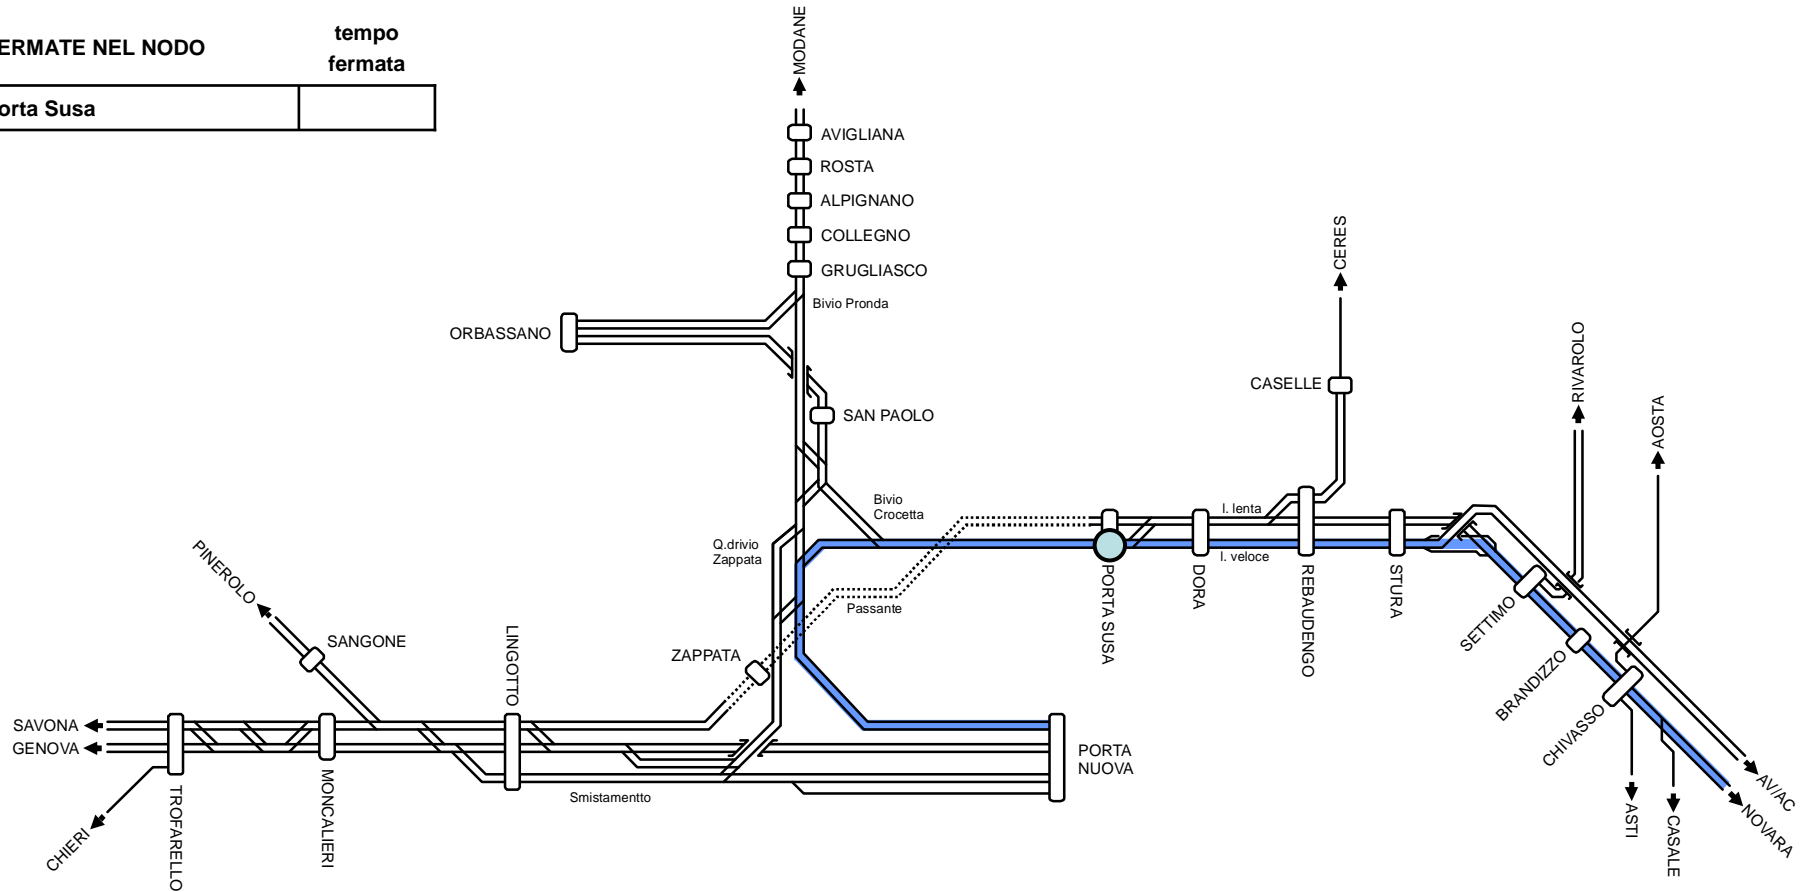 ERMATE NEL NODO
tempo
fermata
orta Susa
MODANE
AVIGLIANA
ROSTA
ALPIGNANO
COLLEGNO
GRUGLIASCO
Bivio Pronda
ORBASSANO
CERES
CASELLE
RIVAROLO
AOSTA
SAN PAOLO
Bivio
Crocetta
l. lenta
l. veloce
Q.drivio
Zappata
Passante
PINEROLO
SANGONE
LINGOTTO
ZAPPATA
PORTA SUSA
DORA
REBAUDENGO
STURA
SETTIMO
BRANDIZZO
CHIVASSO
SAVONA
GENOVA
PORTA
NUOVA
Smistamentto
CHIERI
TROFARELLO
MONCALIERI
ASTI
CASALE
AV/AC
NOVARA